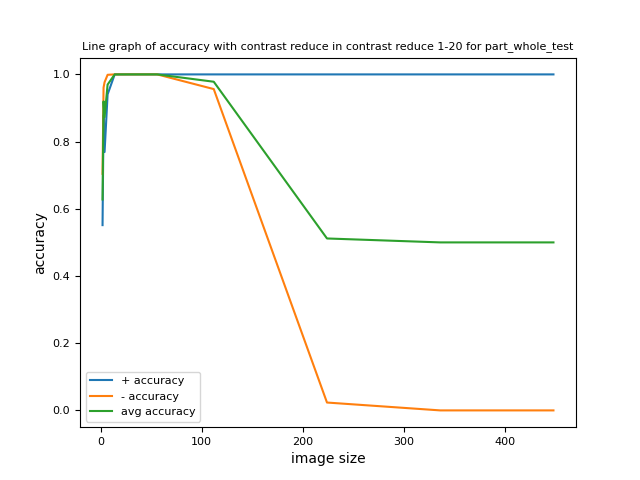 Line graph of accuracy with contrast reduce in contrast reduce 1-20 for part_whole_test
accuracy
1.0
0.8
0.6
0.4
0.2
0.0
+ accuracy
- accuracy
avg accuracy
0
100
200
300
400
image size